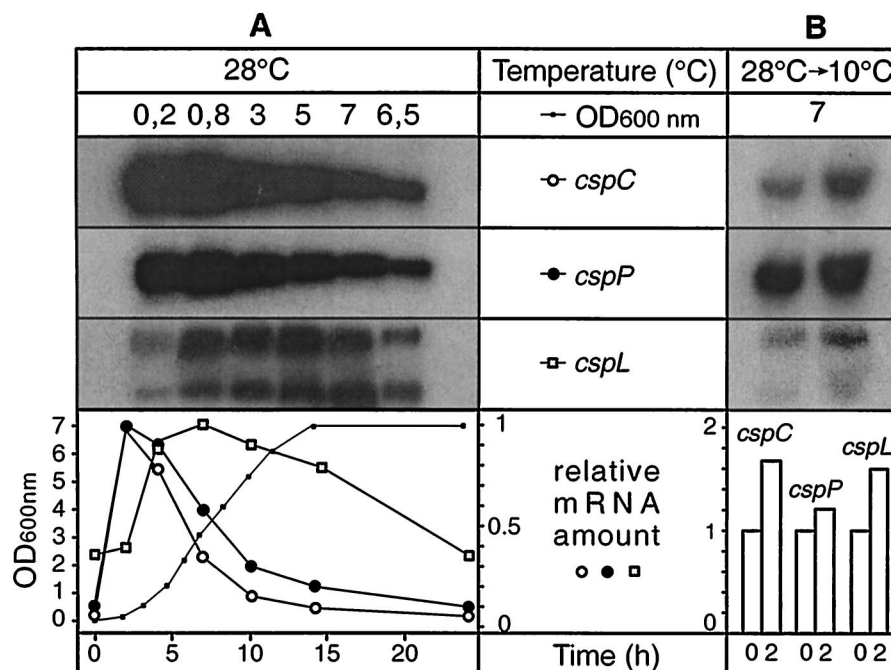 A B
28°C Temperature (°C) 28°C→10°C
0,2 0,8 3 5 7 6,5 OD600 nm 7
cspC
cspP
cspL
7 1 2
6 cspC
5 relative cspL
4 mRNA cspP
3 0.5 amount 1
2
1
0 0 0
OD600nm
0 5 10 15 20 Time (h) 0 2 0 2 0 2